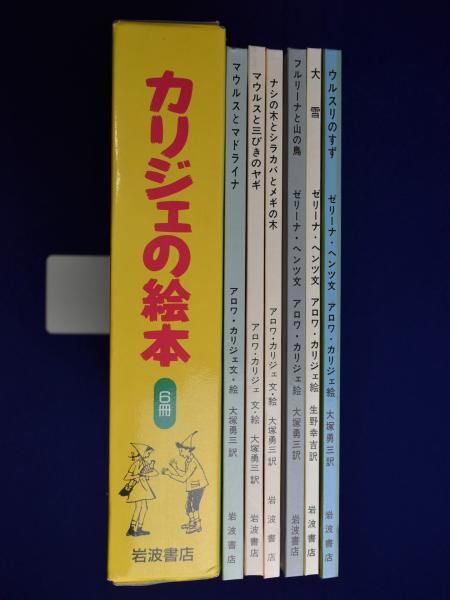 カリジェの絵本
6冊
岩波書店
マウルスとマドライナ アロワ・カリジェ文・絵 大塚勇三訳 岩波書店
マウルスと三びきのヤギ アロワ・カリジェ文・絵 大塚勇三訳 岩波書店
ナシの木とシラカバとメギの木 アロワ・カリジェ文・絵 大塚勇三訳 岩波書店
フルリーナと山の鳥 ゼリーナ・ヘンツ文 アロワ・カリジェ絵 大塚勇三訳 岩波書店
大雪 ゼリーナ・ヘンツ文 アロワ・カリジェ絵 生野幸吉訳 岩波書店
ウルスリのすず ゼリーナ・ヘンツ文 アロワ・カリジェ絵 大塚勇三訳 岩波書店